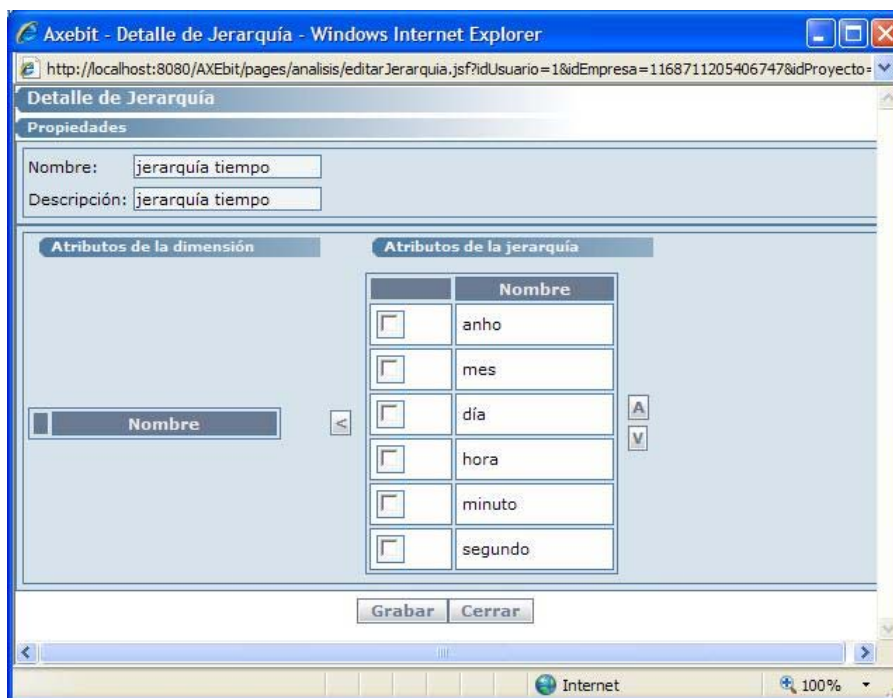 Axebit - Detalle de Jerarquía - Windows Internet Explorer
http://localhost:8080/AXEbit/pages/analisis/editarJerarquia.jsf?idUsuario=1&idEmpresa=1168711205406747&idProyecto=
Detalle de Jerarquía
Propiedades
Nombre: jerarquía tiempo
Descripción: jerarquía tiempo
Atributos de la dimensión Atributos de la jerarquía
Nombre
anho
mes
día
Nombre < A
V
hora
minuto
segundo
Grabar Cerrar
Internet 100%